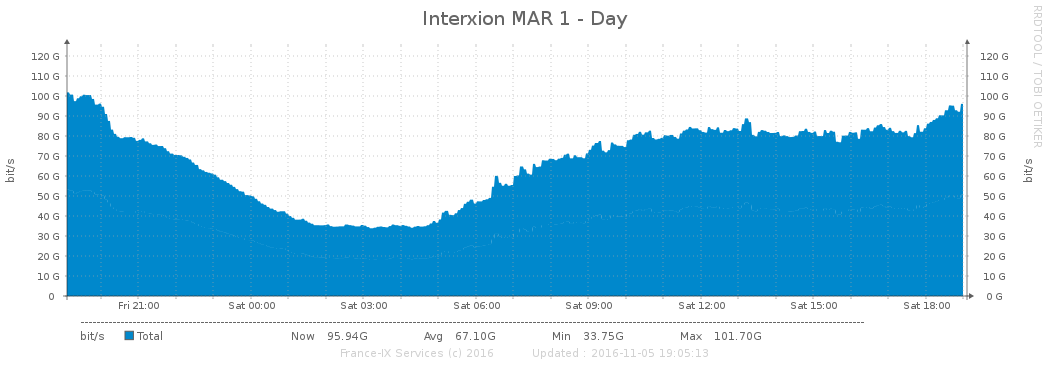 Interxion MAR 1 - Day
RRDTOOL / TOBI OETIKER
bit/s
120 G 120 G
110 G 110 G
100 G 100 G
90 G 90 G
80 G 80 G
70 G 70 G
60 G 60 G
50 G 50 G
40 G 40 G
30 G 30 G
20 G 20 G
10 G 10 G
0 0 G
bit/s
Fri 21:00 Sat 00:00 Sat 03:00 Sat 06:00 Sat 09:00 Sat 12:00 Sat 15:00 Sat 18:00
bit/s Total Now 95.94G Avg 67.10G Min 33.75G Max 101.70G
France-IX Services (c) 2016 Updated : 2016-11-05 19:05:13